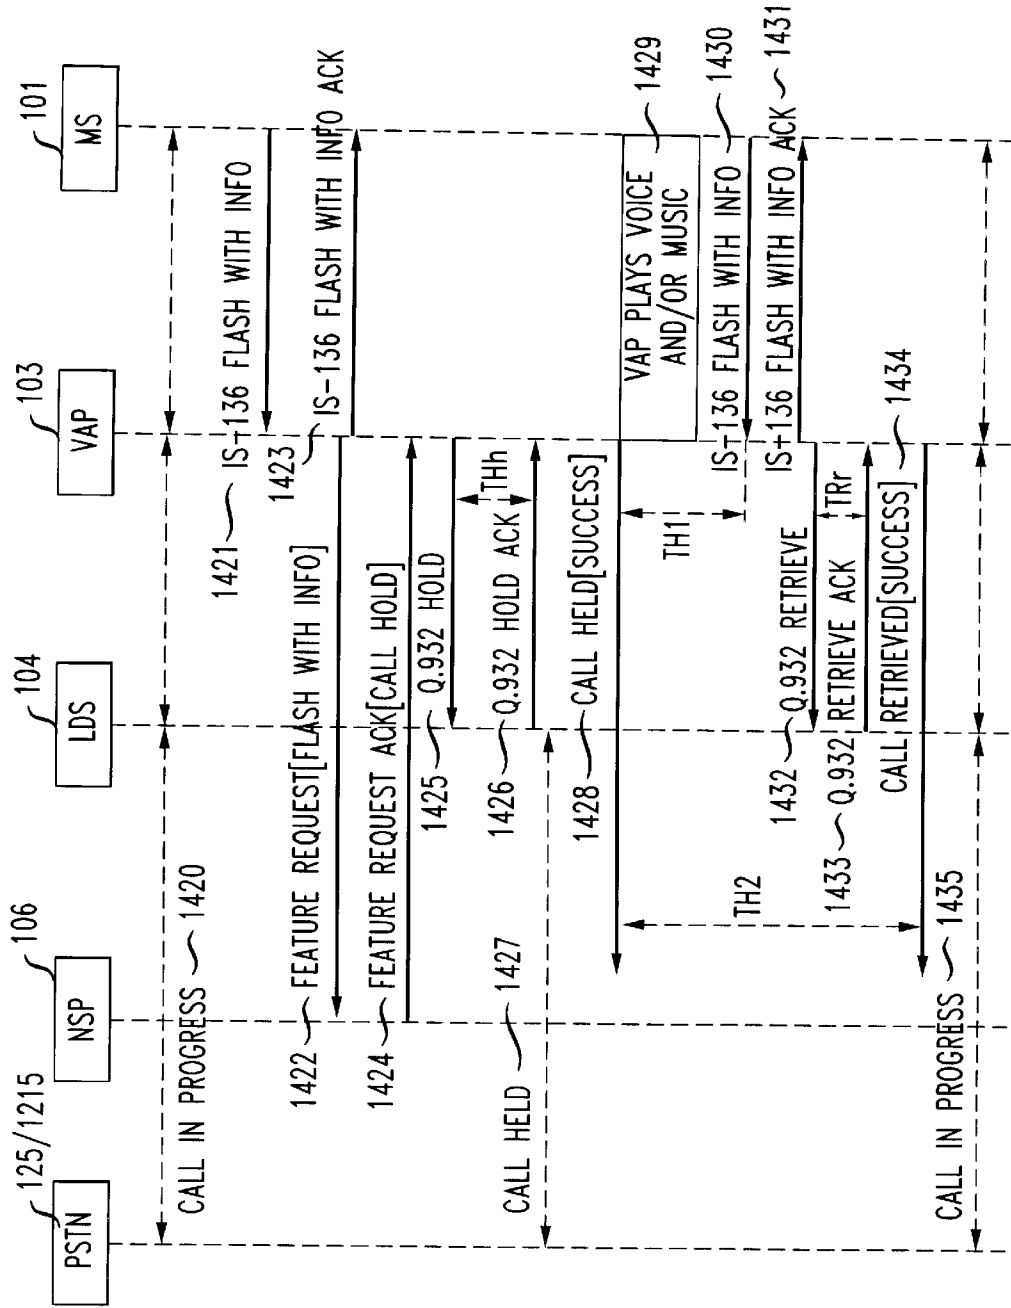 PSTN
125/1215
NSP
106
LDS
104
VAP
103
MS
101
CALL IN PROGRESS 1420
1421 IS-136 FLASH WITH INFO
1422 FEATURE REQUEST[FLASH WITH INFO]
1423 IS-136 FLASH WITH INFO ACK
1424 FEATURE REQUEST ACK[CALL HOLD]
1425 Q.932 HOLD
THh
1426 Q.932 HOLD ACK
CALL HELD 1427
1428 CALL HELD[SUCCESS]
VAP PLAYS VOICE
AND/OR MUSIC
1429
TH1
IS-136 FLASH WITH INFO 1430
IS-136 FLASH WITH INFO ACK 1431
TH2
1432 Q.932 RETRIEVE
TRr
1433 Q.932 RETRIEVE ACK
CALL RETRIEVED[SUCCESS] 1434
CALL IN PROGRESS 1435